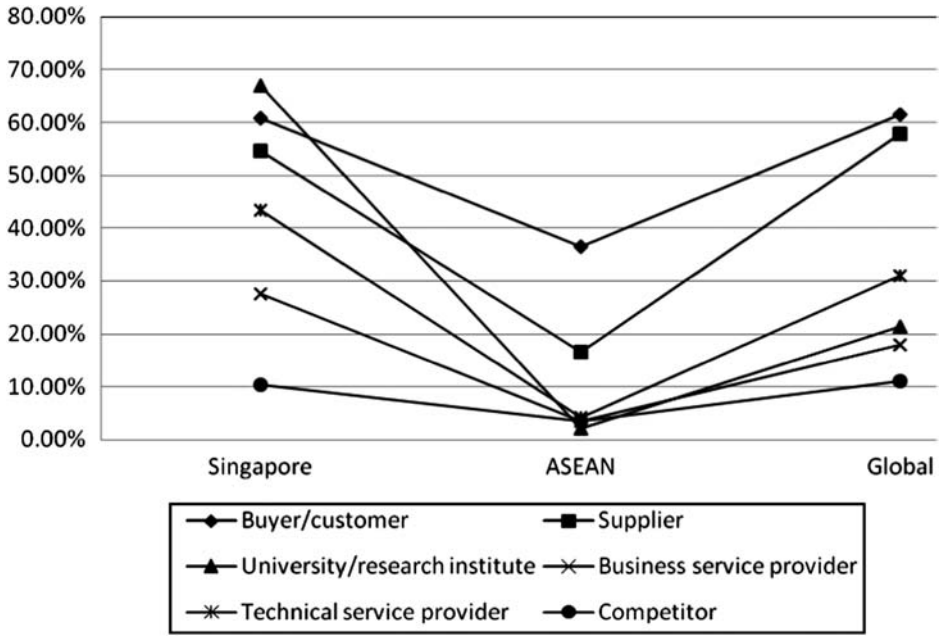 80.00%
70.00%
60.00%
50.00%
40.00%
30.00%
20.00%
10.00%
0.00%
Singapore ASEAN Global
Buyer/customer Supplier
University/research institute Business service provider
Technical service provider Competitor